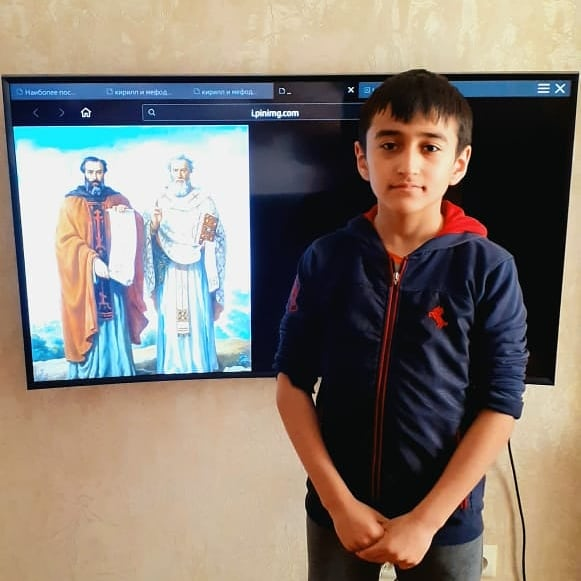 Наиболее пос...
кирилл и мефод...
кирилл и мефод...
i.pinimg.com